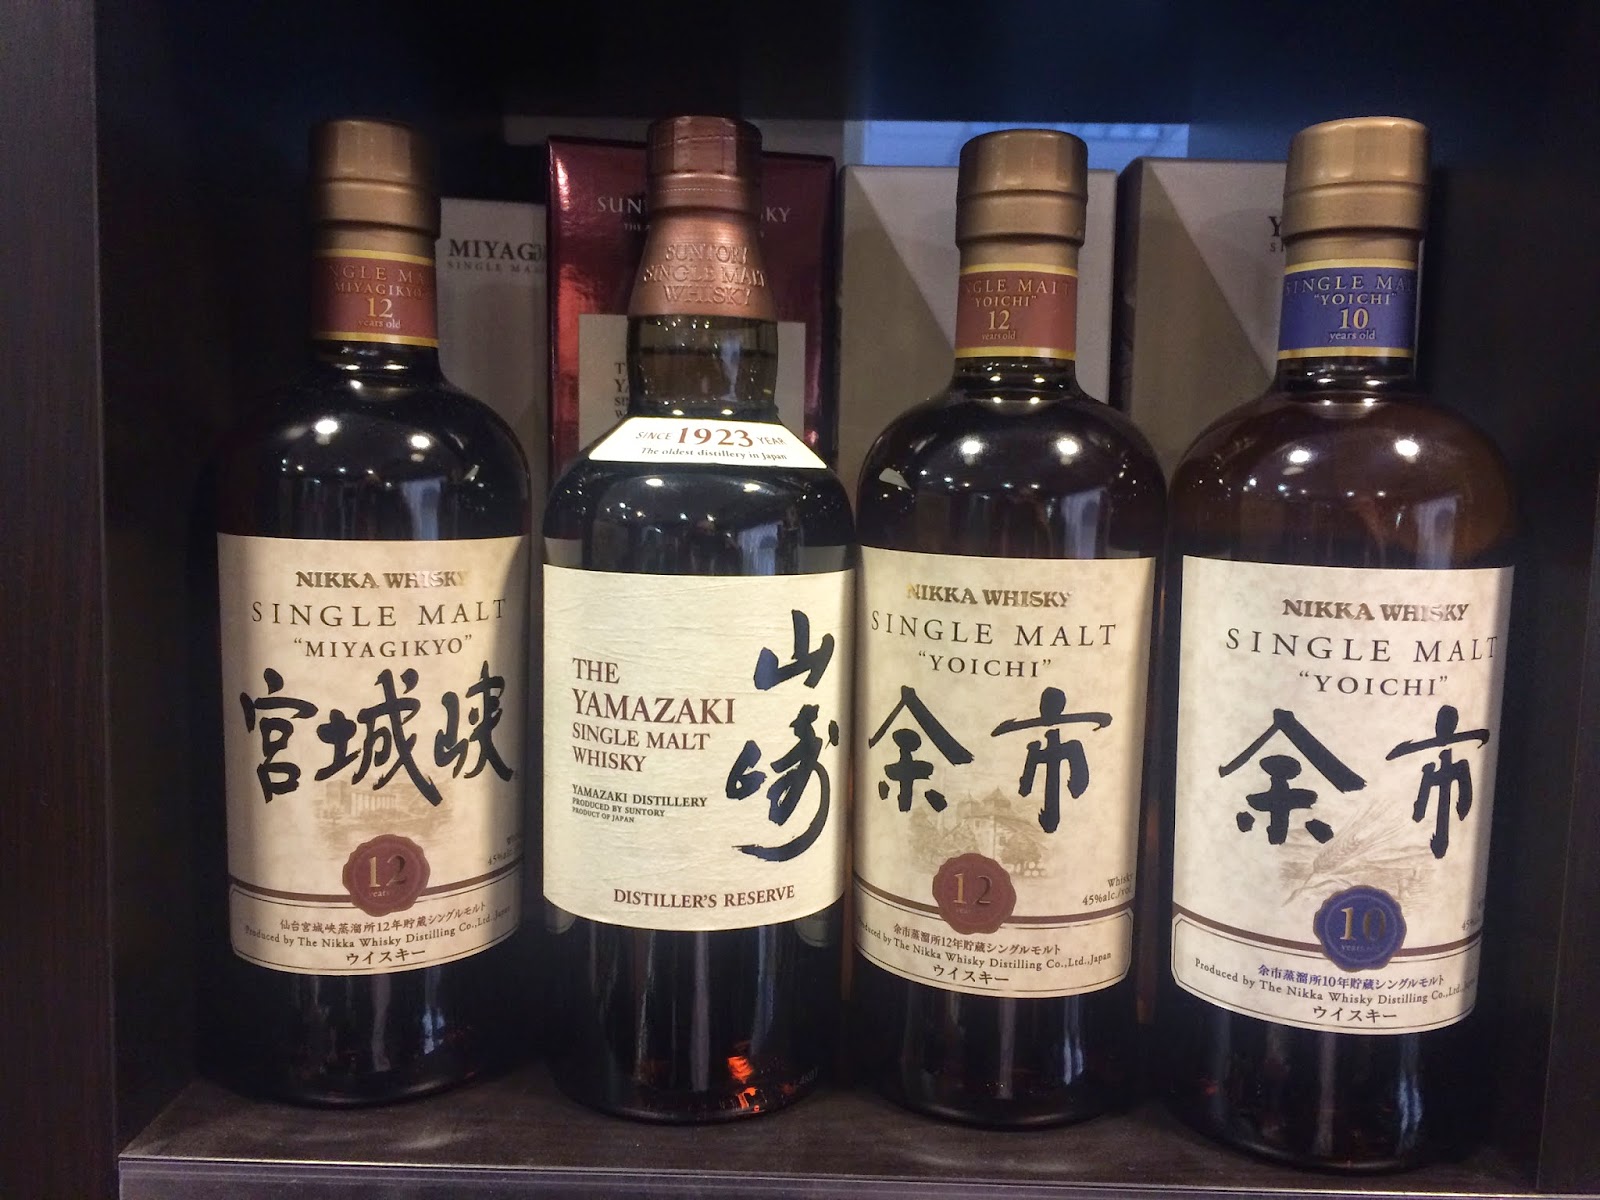 MIYAGIKYO
12
years old
NIKKA WHISKY
SINGLE MALT
“MIYAGIKYO”
宮城峡
12
years
仙台宮城峡蒸溜所12年貯蔵シングルモルト
Produced by The Nikka Whisky Distilling Co.,Ltd.,Japan
ウイスキー
MIYAG
SINGLE
SUNTORY
SINGLE MALT
WHISKY
SINCE 1923 YEAR
The oldest distillery in Japan
THE
YAMAZAKI
SINGLE MALT
WHISKY
山崎
YAMAZAKI DISTILLERY
PRODUCED BY SUNTORY
PRODUCT OF JAPAN
DISTILLER'S RESERVE
SINGLE MALT
YOICHI”
12
years old
NIKKA WHISKY
SINGLE MALT
“YOICHI”
余市
12
Whisky
45%alc./vol.
余市蒸溜所12年貯蔵シングルモルト
Produced by The Nikka Whisky Distilling Co.,Ltd.,Japan
ウイスキー
SINGLE MAL
“YOICHI”
10
years old
NIKKA WHISKY
SINGLE MALT
“YOICHI”
余市
10
years old
余市蒸溜所10年貯蔵シングルモルト
Produced by The Nikka Whisky Distilling Co.,Ltd.,
ウイスキー